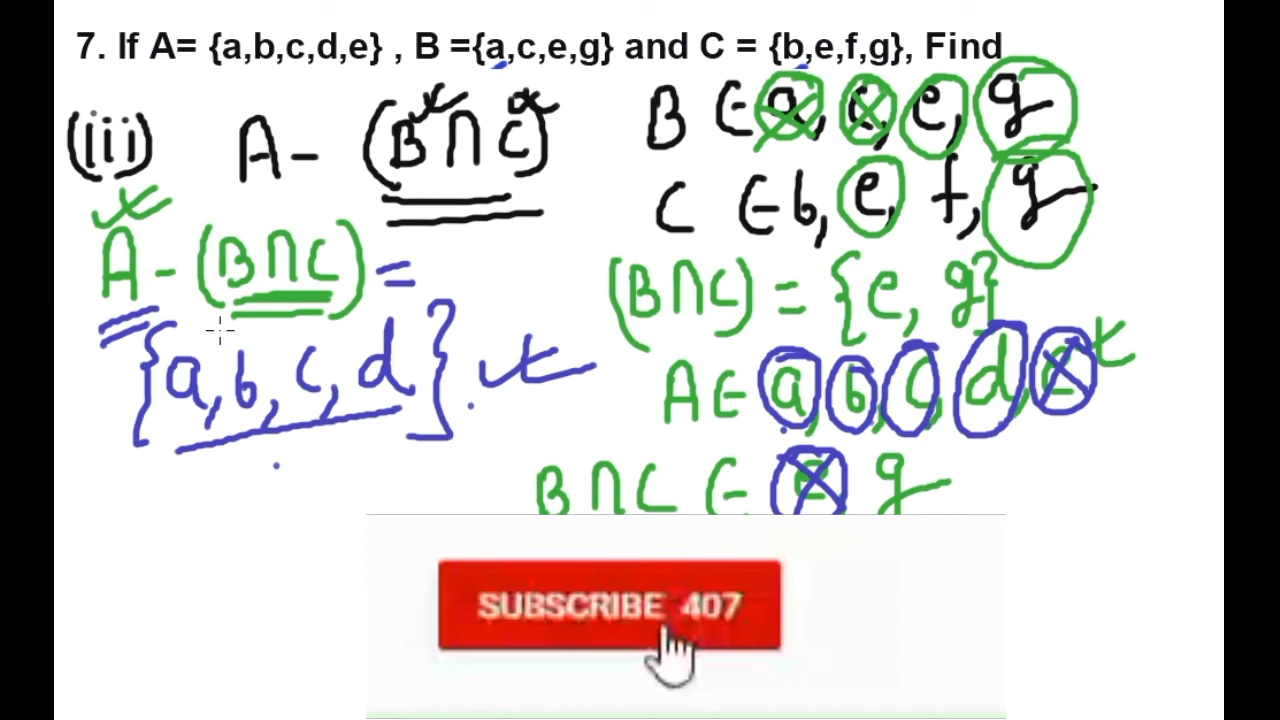 7. If A= {a,b,c,d,e} , B ={a,c,e,g} and C = {b,e,f,g}, Find
(iii) A - (B∩C)
B ∈ a, c, e, g
C ∈ b, e, f, g
A - (B∩C) =
{a, b, c, d}.
(B∩C) = {e, g}
A ∈ a, b, c, d, e
B∩C ∈ e, g
SUBSCRIBE 407